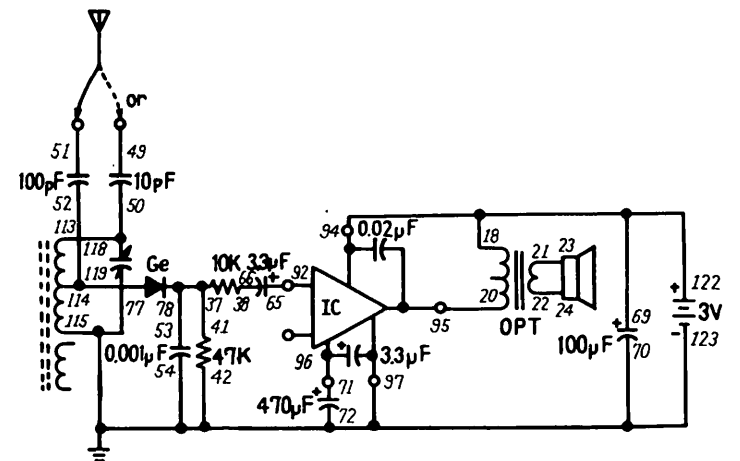 or
51 49
100pF 10pF
52 50
113
118
119
114
115
Ge
77 78
53
0.001µF
54
10K 3.3µF
37 38 66 65
41
47K
42
92
IC
94 0.02µF
95
96
3.3µF
97
71
470µF
72
18
20
OPT
21 23
22 24
69
100µF
70
122
3V
123